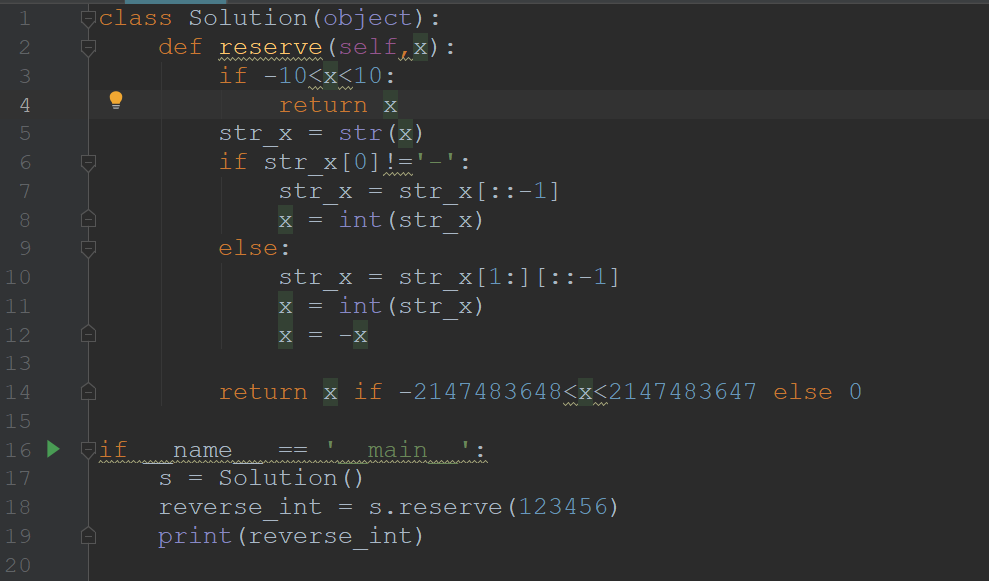 1 class Solution(object):
2     def reserve(self,x):
3         if -10<x<10:
4             return x
5         str_x = str(x)
6         if str_x[0]!='-':
7             str_x = str_x[::-1]
8             x = int(str_x)
9         else:
10             str_x = str_x[1:][::-1]
11             x = int(str_x)
12             x = -x
13
14         return x if -2147483648<x<2147483647 else 0
15
16 if __name__ == '__main__':
17     s = Solution()
18     reverse_int = s.reserve(123456)
19     print(reverse_int)
20